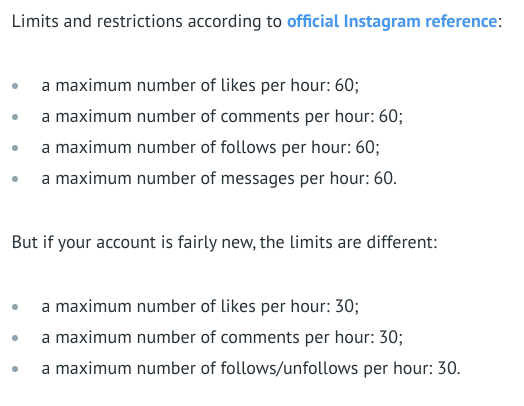 Limits and restrictions according to official Instagram reference:
• a maximum number of likes per hour: 60;
• a maximum number of comments per hour: 60;
• a maximum number of follows per hour: 60;
• a maximum number of messages per hour: 60.
But if your account is fairly new, the limits are different:
• a maximum number of likes per hour: 30;
• a maximum number of comments per hour: 30;
• a maximum number of follows/unfollows per hour: 30.